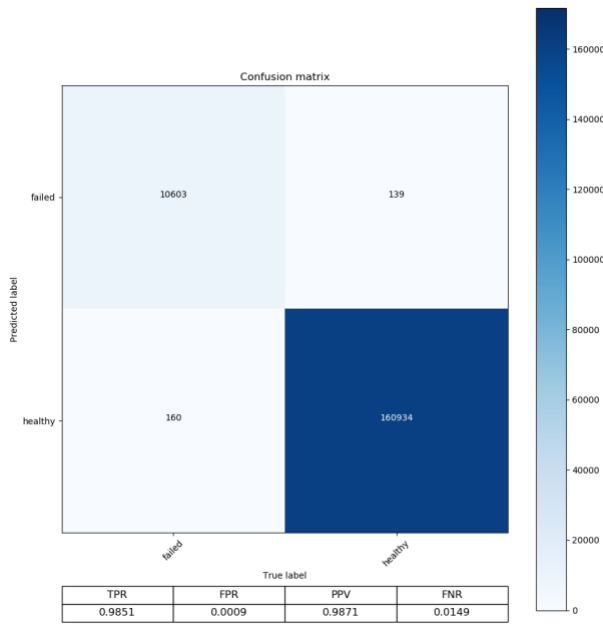 Confusion matrix
failed
10603
139
Predicted label
healthy
160
160934
failed
healthy
True label
TPR FPR PPV FNR
0.9851 0.0009 0.9871 0.0149
160000
140000
120000
100000
80000
60000
40000
20000
0